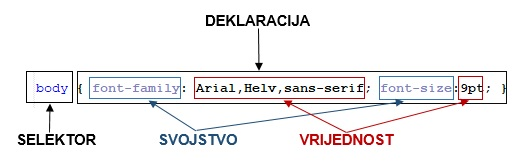 DEKLARACIJA
body { font-family: Arial,Helv,sans-serif; font-size:9pt; }
SELEKTOR SVOJSTVO VRIJEDNOST